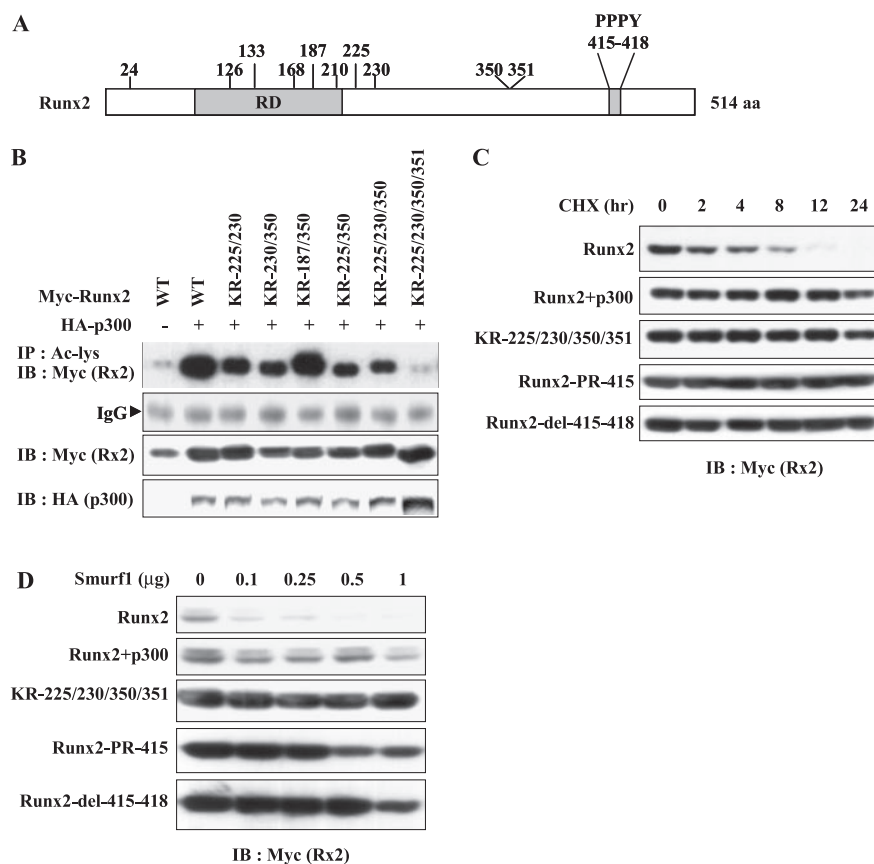 A
PPPY
133 187 225 415-418
24 126 168 210 230 350 351
Runx2 RD 514 aa
B
Myc-Runx2 WT WT KR-225/230 KR-230/350 KR-187/350 KR-225/350 KR-225/230/350 KR-225/230/350/351
HA-p300 - + + + + + + +
IP : Ac-lys
IB : Myc (Rx2)
IgG
IB : Myc (Rx2)
IB : HA (p300)
C
CHX (hr) 0 2 4 8 12 24
Runx2
Runx2+p300
KR-225/230/350/351
Runx2-PR-415
Runx2-del-415-418
IB : Myc (Rx2)
D
Smurf1 (μg) 0 0.1 0.25 0.5 1
Runx2
Runx2+p300
KR-225/230/350/351
Runx2-PR-415
Runx2-del-415-418
IB : Myc (Rx2)